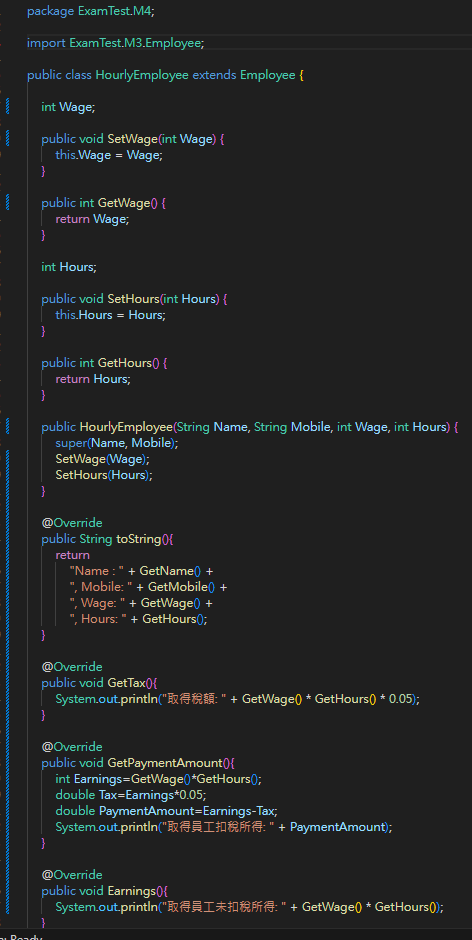 package ExamTest.M4;
import ExamTest.M3.Employee;
public class HourlyEmployee extends Employee {
int Wage;
public void SetWage(int Wage) {
this.Wage = Wage;
}
public int GetWage() {
return Wage;
}
int Hours;
public void SetHours(int Hours) {
this.Hours = Hours;
}
public int GetHours() {
return Hours;
}
public HourlyEmployee(String Name, String Mobile, int Wage, int Hours) {
super(Name, Mobile);
SetWage(Wage);
SetHours(Hours);
}
@Override
public String toString(){
return
"Name : " + GetName() +
", Mobile: " + GetMobile() +
", Wage: " + GetWage() +
", Hours: " + GetHours();
}
@Override
public void GetTax(){
System.out.println("取得稅額: " + GetWage() * GetHours() * 0.05);
}
@Override
public void GetPaymentAmount(){
int Earnings=GetWage()*GetHours();
double Tax=Earnings*0.05;
double PaymentAmount=Earnings-Tax;
System.out.println("取得員工扣稅所得: " + PaymentAmount);
}
@Override
public void Earnings(){
System.out.println("取得員工未扣稅所得: " + GetWage() * GetHours());
}